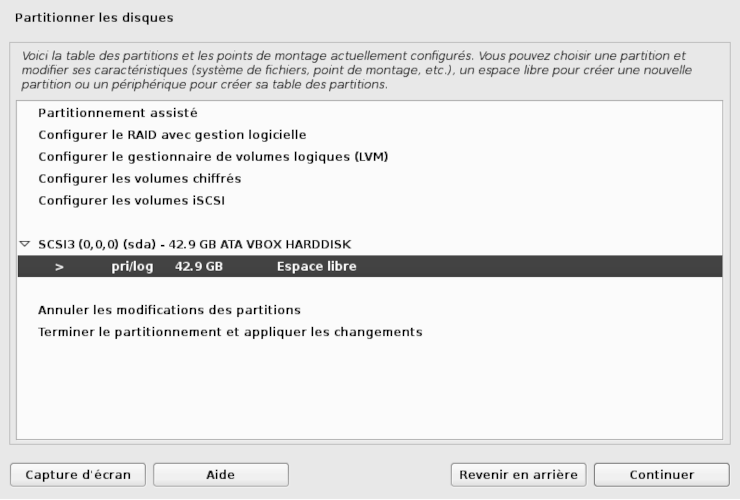 Partitionner les disques
Voici la table des partitions et les points de montage actuellement configurés. Vous pouvez choisir une partition et
modifier ses caractéristiques (système de fichiers, point de montage, etc.), un espace libre pour créer une nouvelle
partition ou un périphérique pour créer sa table des partitions.
Partitionnement assisté
Configurer le RAID avec gestion logicielle
Configurer le gestionnaire de volumes logiques (LVM)
Configurer les volumes chiffrés
Configurer les volumes iSCSI
SCSI3 (0,0,0) (sda) - 42.9 GB ATA VBOX HARDDISK
> pri/log 42.9 GB Espace libre
Annuler les modifications des partitions
Terminer le partitionnement et appliquer les changements
Capture d'écran Aide Revenir en arrière Continuer